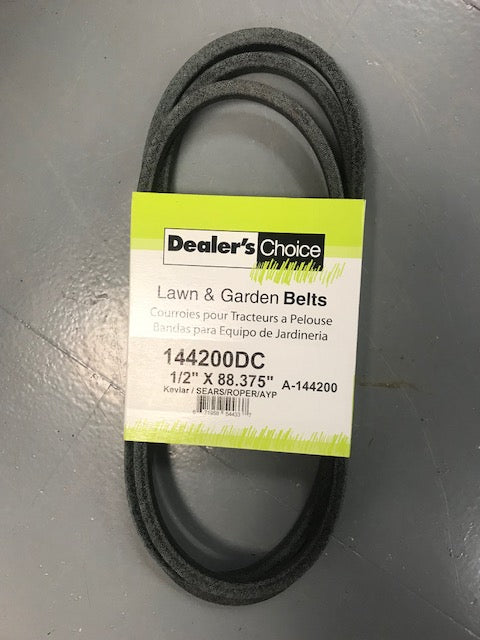 Dealer's Choice
Lawn & Garden Belts
Courroies pour Tracteurs a Pelouse
Bandas para Equipo de Jardineria
144200DC
1/2" X 88.375" A-144200
Kevlar / SEARS/ROPER/AYP